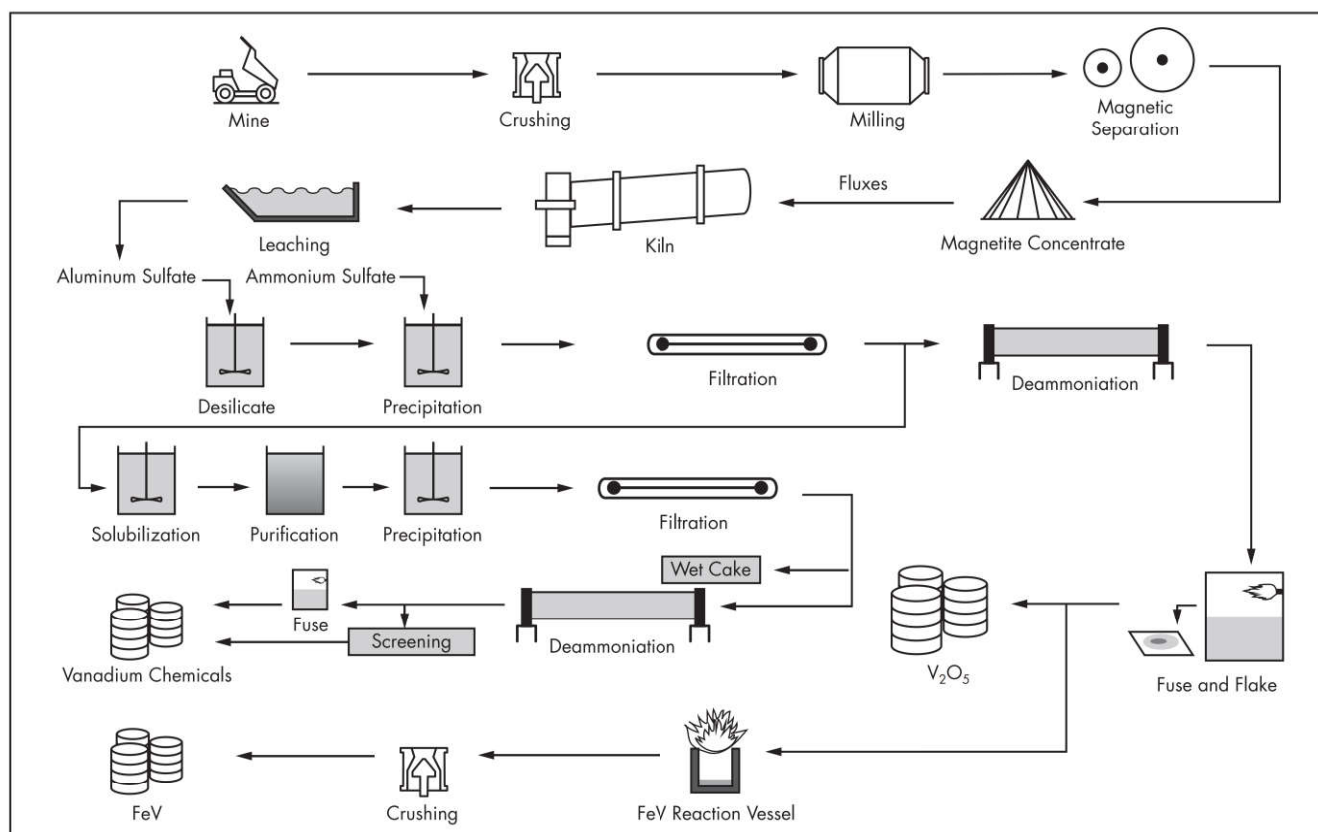 Mine
Crushing
Milling
Magnetic
Separation
Fluxes
Leaching
Kiln
Magnetite Concentrate
Aluminum Sulfate
Ammonium Sulfate
Desilicate
Precipitation
Filtration
Deammoniation
Solubilization
Purification
Precipitation
Filtration
Wet Cake
Fuse
Screening
Deammoniation
Vanadium Chemicals
V₂O₅
Fuse and Flake
FeV
Crushing
FeV Reaction Vessel